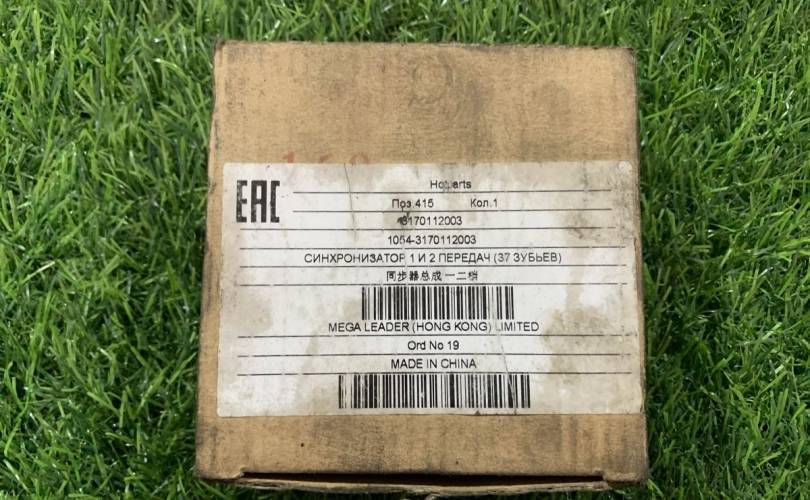 EAC
Hotparts
Поз.415 Кол.1
3170112003
1054-3170112003
СИНХРОНИЗАТОР 1 И 2 ПЕРЕДАЧ (37 ЗУБЬЕВ)
同步器总成一二档
MEGA LEADER (HONG KONG) LIMITED
Ord No 19
MADE IN CHINA